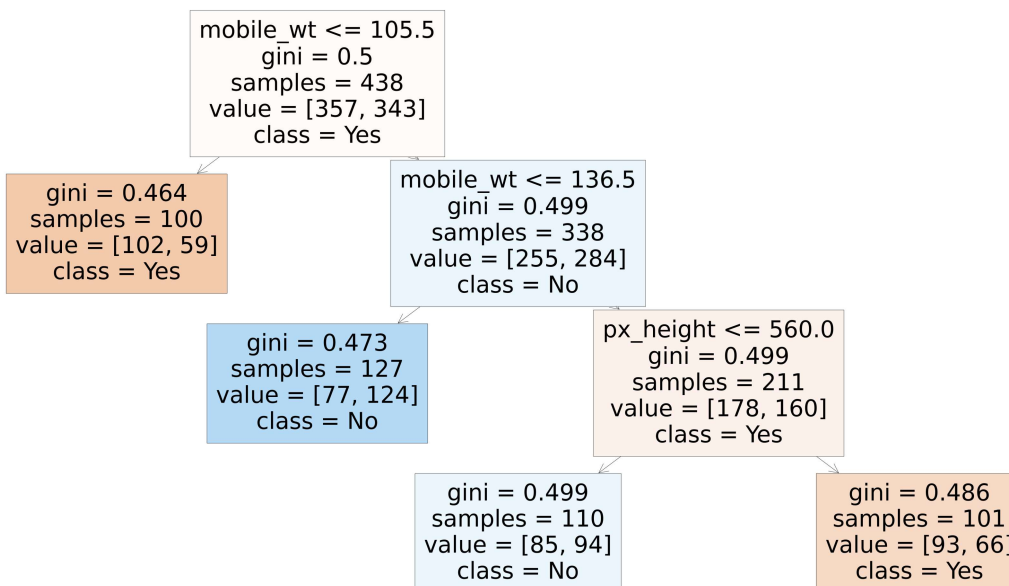 mobile_wt <= 105.5
gini = 0.5
samples = 438
value = [357, 343]
class = Yes
gini = 0.464
samples = 100
value = [102, 59]
class = Yes
mobile_wt <= 136.5
gini = 0.499
samples = 338
value = [255, 284]
class = No
gini = 0.473
samples = 127
value = [77, 124]
class = No
px_height <= 560.0
gini = 0.499
samples = 211
value = [178, 160]
class = Yes
gini = 0.499
samples = 110
value = [85, 94]
class = No
gini = 0.486
samples = 101
value = [93, 66]
class = Yes